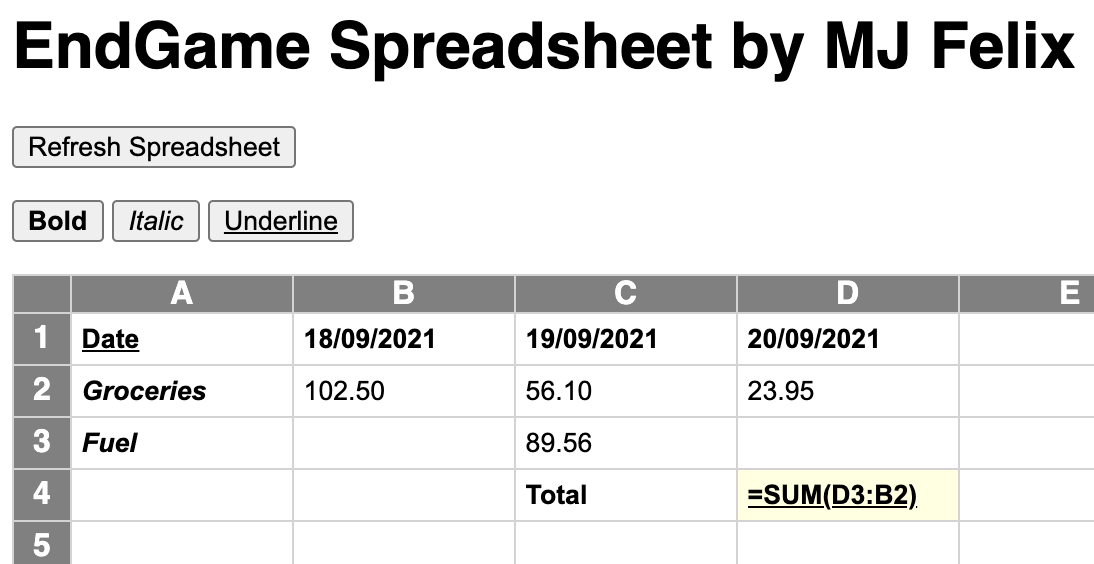 EndGame Spreadsheet by MJ Felix
Refresh Spreadsheet
Bold Italic Underline
A B C D E
1 Date 18/09/2021 19/09/2021 20/09/2021
2 Groceries 102.50 56.10 23.95
3 Fuel 89.56
4 Total =SUM(D3:B2)
5